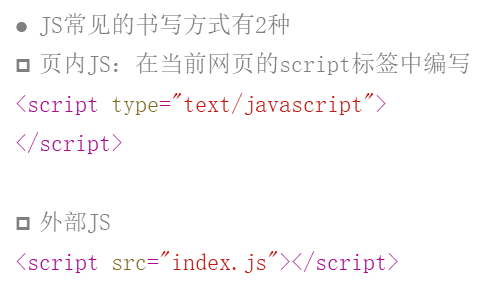 ● JS常见的书写方式有2种
◻ 页内JS：在当前网页的script标签中编写
<script type="text/javascript">
</script>
◻ 外部JS
<script src="index.js"></script>